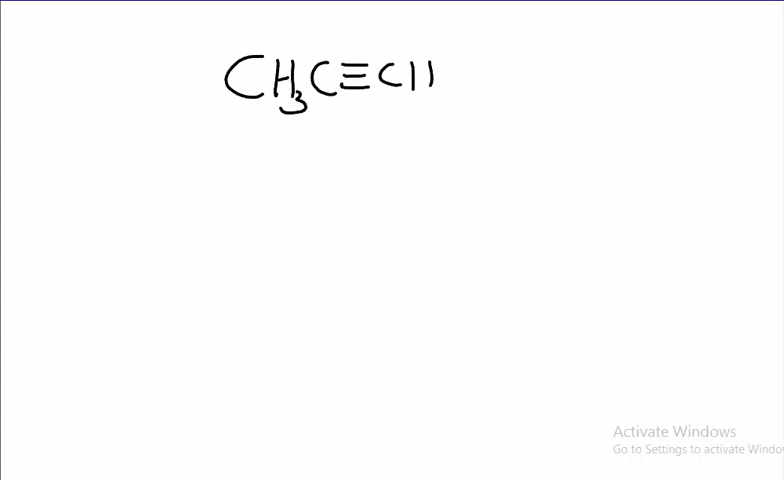 CH₃C≡CH
Activate Windows
Go to Settings to activate Windo